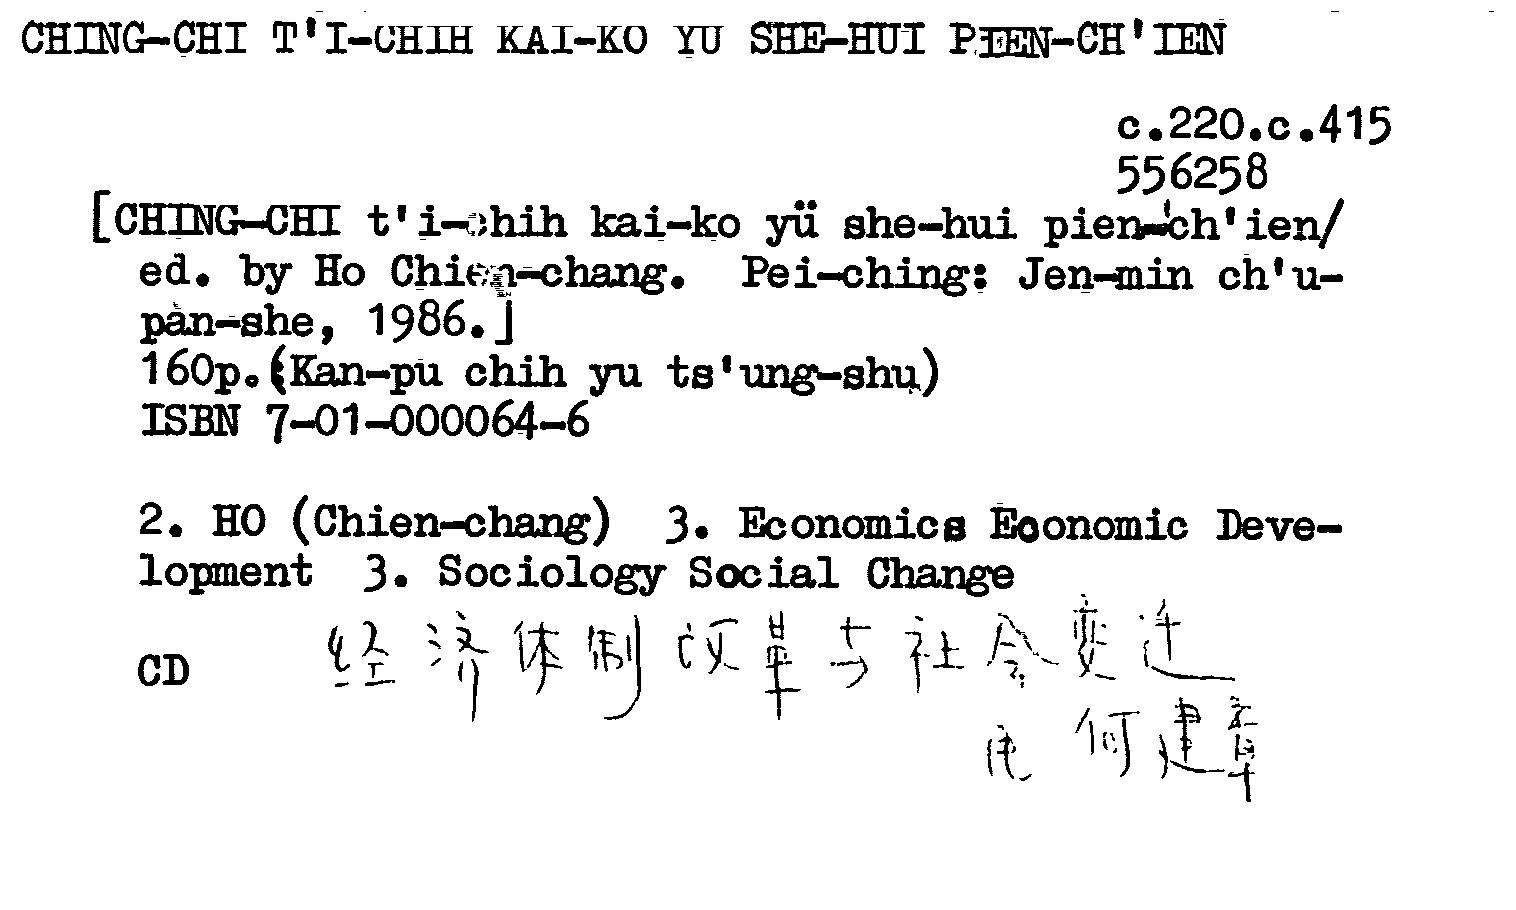 CHING-CHI T'I-CHIH KAI-KO YU SHE-HUI PIEN-CH'IEN
c.220.c.415
556258
[CHING-CHI t'i-chih kai-ko yü she-hui pien-ch'ien/
ed. by Ho Chien-chang. Pei-ching: Jen-min ch'u-
pan-she, 1986.]
160p.(Kan-pu chih yu ts'ung-shu)
ISBN 7-01-000064-6
2. HO (Chien-chang) 3. Economics Economic Deve-
lopment 3. Sociology Social Change
经济体制改革与社会变迁
CD
何建章